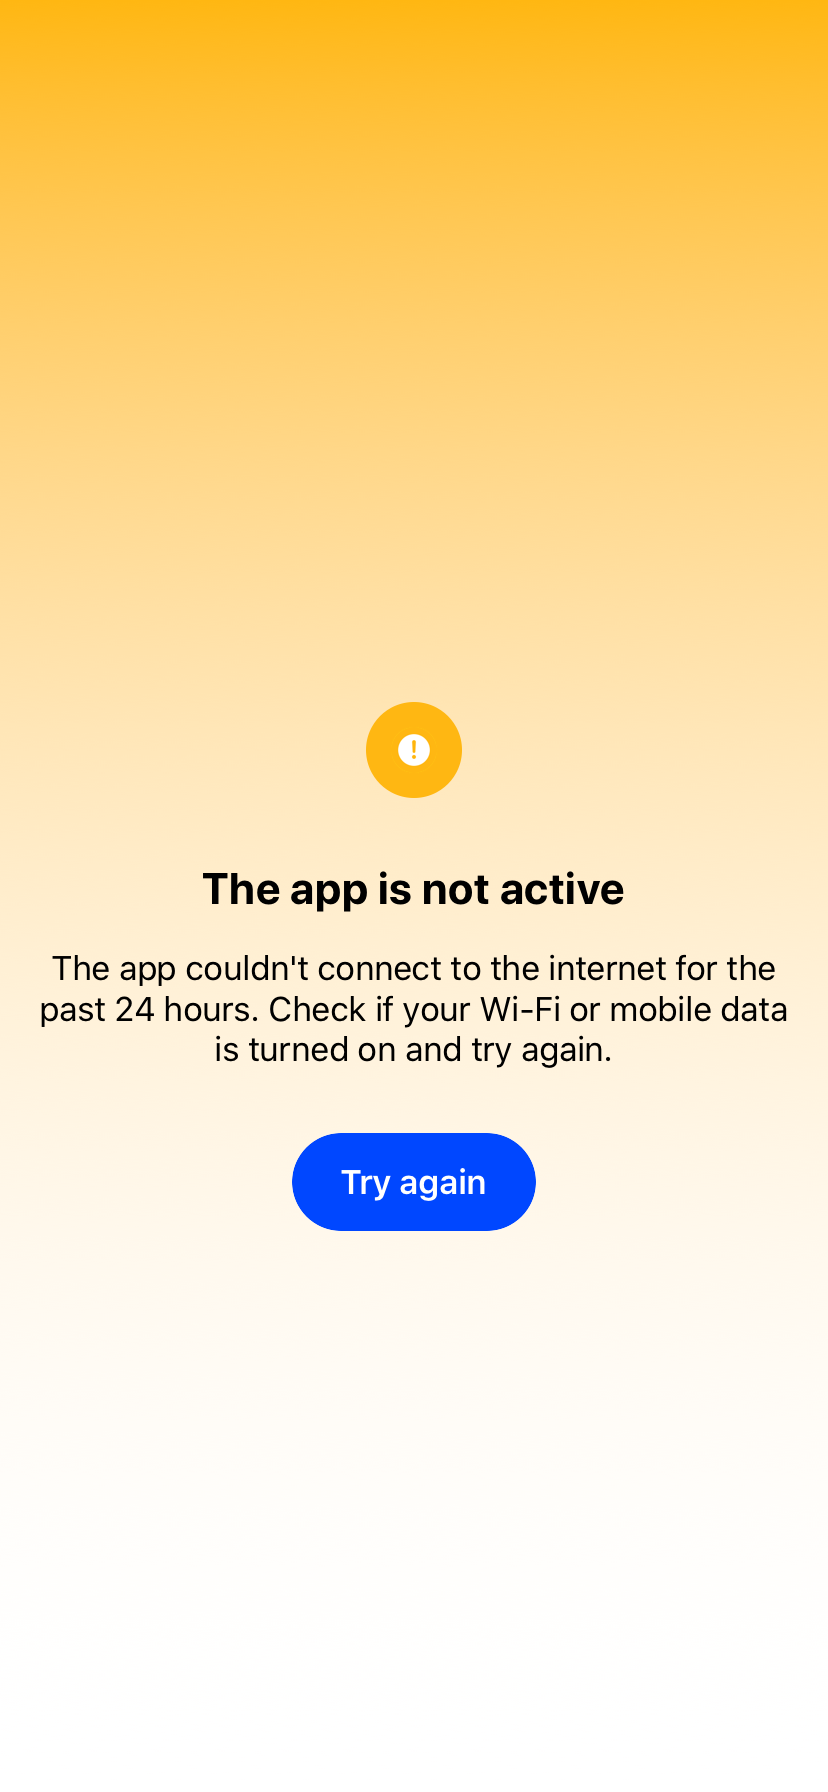 The app is not active
The app couldn't connect to the internet for the
past 24 hours. Check if your Wi-Fi or mobile data
is turned on and try again.
Try again